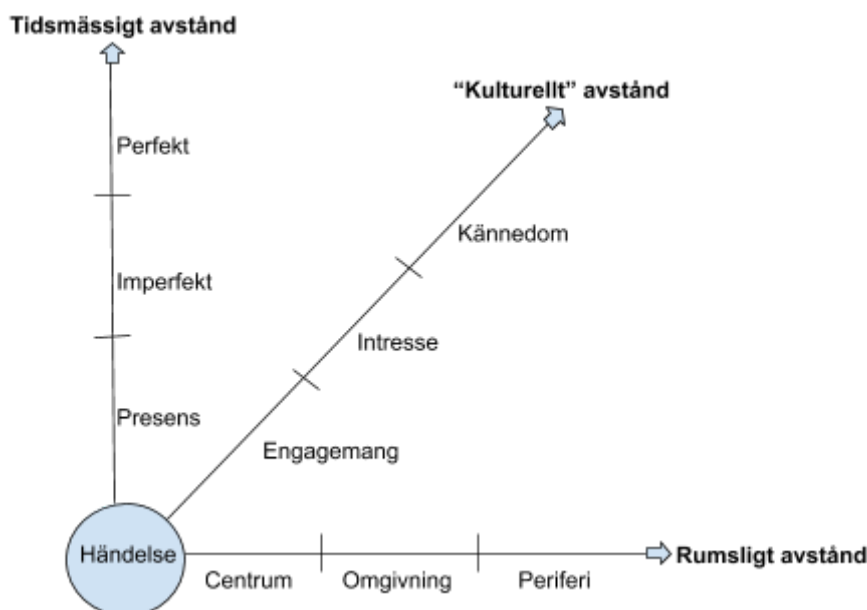 Tidsmässigt avstånd
“Kulturellt” avstånd
Perfekt
Kännedom
Imperfekt
Intresse
Presens
Engagemang
Händelse
Rumsligt avstånd
Centrum
Omgivning
Periferi